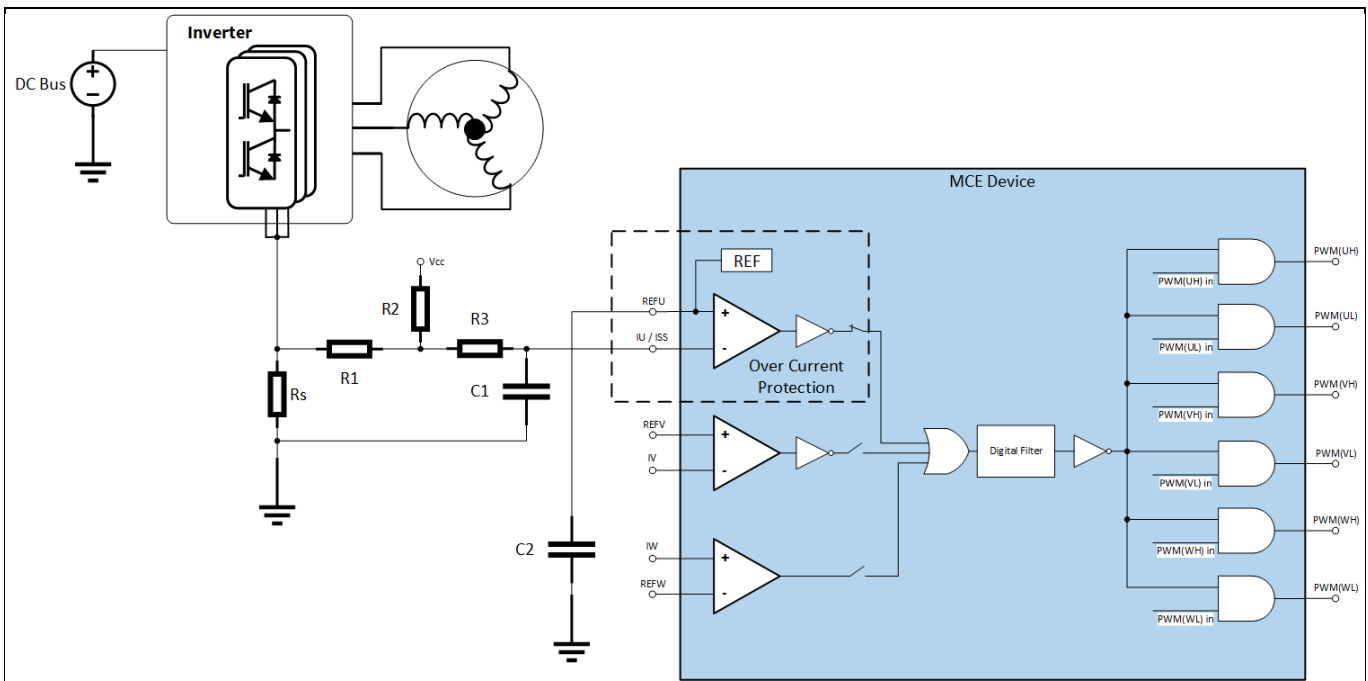 Inverter
DC Bus
+
-
MCE Device
Vcc
R2
R3
R1
Rs
C1
C2
REF
REFU
+
IU / ISS
-
Over Current
Protection
REFV
+
IV
-
IW
+
REFW
-
Digital Filter
PWM(UH)
PWM(UH) in
PWM(UL)
PWM(UL) in
PWM(VH)
PWM(VH) in
PWM(VL)
PWM(VL) in
PWM(WH)
PWM(WH) in
PWM(WL)
PWM(WL) in